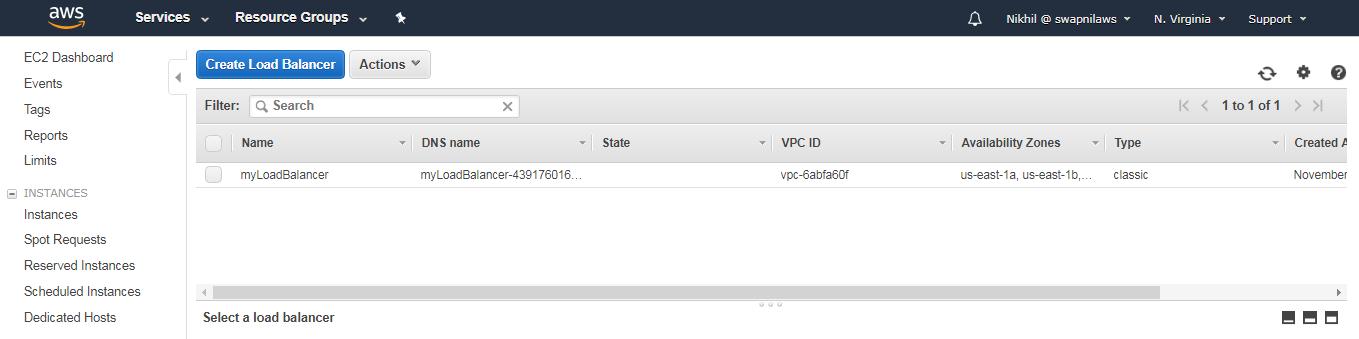 aws Services Resource Groups Nikhil @ swapnilaws N. Virginia Support
EC2 Dashboard
Events
Tags
Reports
Limits
INSTANCES
Instances
Spot Requests
Reserved Instances
Scheduled Instances
Dedicated Hosts
Create Load Balancer Actions
Filter: Search 1 to 1 of 1
Name DNS name State VPC ID Availability Zones Type Created A
myLoadBalancer myLoadBalancer-439176016... vpc-6abfa60f us-east-1a, us-east-1b,... classic November
Select a load balancer